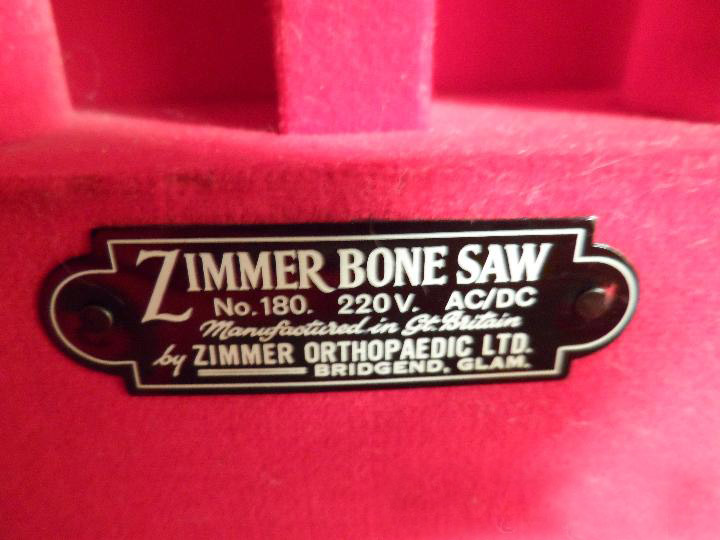 ZIMMER BONE SAW
No. 180. 220 V. AC/DC
Manufactured in Gt. Britain
by ZIMMER ORTHOPAEDIC LTD.
BRIDGEND, GLAM.